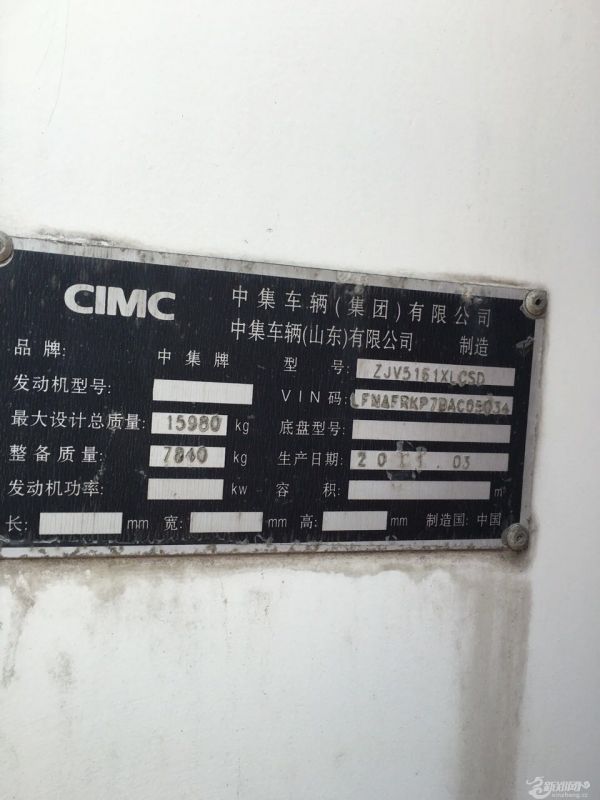 CIMC
中集车辆(集团)有限公司
中集车辆(山东)有限公司 制造
品牌: 中集牌 型号: ZJV5161XLCSD
发动机型号: VIN码: LFNAFRKP7BAC05034
最大设计总质量: 15980 kg 底盘型号:
整备质量: 7840 kg 生产日期: 2011.03
发动机功率: kw 容积: m³
长: mm 宽: mm 高: mm 制造国: 中国
新郑网